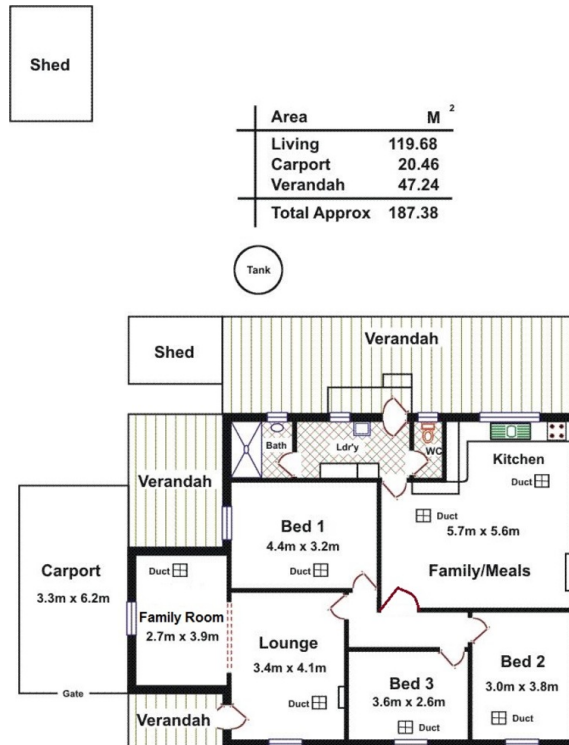 Shed
Area M 2
Living 119.68
Carport 20.46
Verandah 47.24
Total Approx 187.38
Tank
Verandah
Shed
Bath
Ldr'y
WC
Kitchen
Duct
Verandah
Duct
5.7m x 5.6m
Bed 1
4.4m x 3.2m
Duct
Family/Meals
Carport
3.3m x 6.2m
Duct
Family Room
2.7m x 3.9m
Lounge
3.4m x 4.1m
Duct
Bed 3
3.6m x 2.6m
Duct
Bed 2
3.0m x 3.8m
Duct
Gate
Verandah